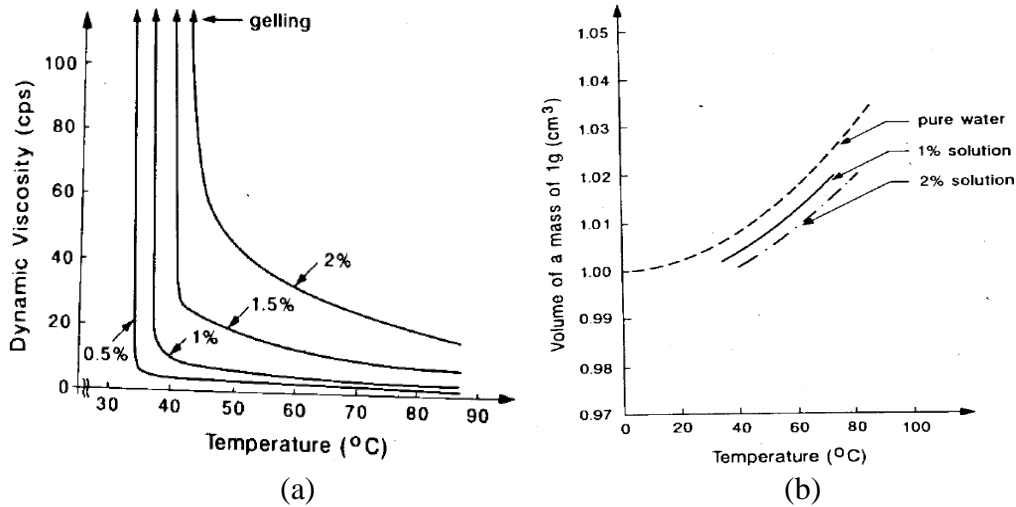 gelling
100
80
60
40
20
0
Dynamic Viscosity (cps)
2%
1.5%
1%
0.5%
30 40 50 60 70 80 90
Temperature (°C)
(a)
1.05
1.04
1.03
1.02
1.01
1.00
0.99
0.98
0.97
Volume of a mass of 1g (cm³)
pure water
1% solution
2% solution
0 20 40 60 80 100
Temperature (°C)
(b)